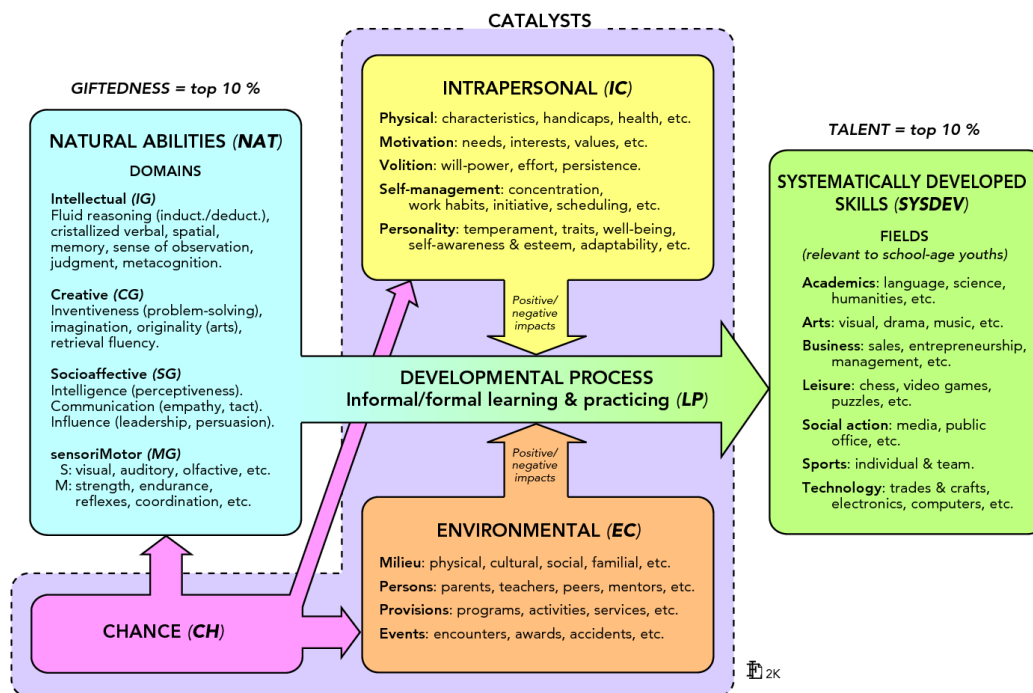 CATALYSTS
GIFTEDNESS = top 10 %
NATURAL ABILITIES (NAT)
DOMAINS
Intellectual (IG)
Fluid reasoning (induct./deduct.),
cristallized verbal, spatial,
memory, sense of observation,
judgment, metacognition.
Creative (CG)
Inventiveness (problem-solving),
imagination, originality (arts),
retrieval fluency.
Socioaffective (SG)
Intelligence (perceptiveness).
Communication (empathy, tact).
Influence (leadership, persuasion).
sensoriMotor (MG)
S: visual, auditory, olfactive, etc.
M: strength, endurance,
reflexes, coordination, etc.
INTRAPERSONAL (IC)
Physical: characteristics, handicaps, health, etc.
Motivation: needs, interests, values, etc.
Volition: will-power, effort, persistence.
Self-management: concentration,
work habits, initiative, scheduling, etc.
Personality: temperament, traits, well-being,
self-awareness & esteem, adaptability, etc.
Positive/
negative
impacts
DEVELOPMENTAL PROCESS
Informal/formal learning & practicing (LP)
Positive/
negative
impacts
ENVIRONMENTAL (EC)
Milieu: physical, cultural, social, familial, etc.
Persons: parents, teachers, peers, mentors, etc.
Provisions: programs, activities, services, etc.
Events: encounters, awards, accidents, etc.
CHANCE (CH)
TALENT = top 10 %
SYSTEMATICALLY DEVELOPED
SKILLS (SYSDEV)
FIELDS
(relevant to school-age youths)
Academics: language, science,
humanities, etc.
Arts: visual, drama, music, etc.
Business: sales, entrepreneurship,
management, etc.
Leisure: chess, video games,
puzzles, etc.
Social action: media, public
office, etc.
Sports: individual & team.
Technology: trades & crafts,
electronics, computers, etc.
2K